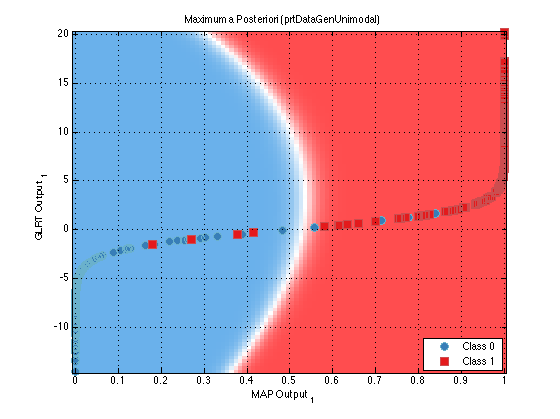 Maximum a Posteriori (prtDataGenUnimodal)
20
15
10
5
0
-5
-10
GLRT Output 1
0 0.1 0.2 0.3 0.4 0.5 0.6 0.7 0.8 0.9 1
MAP Output 1
Class 0
Class 1